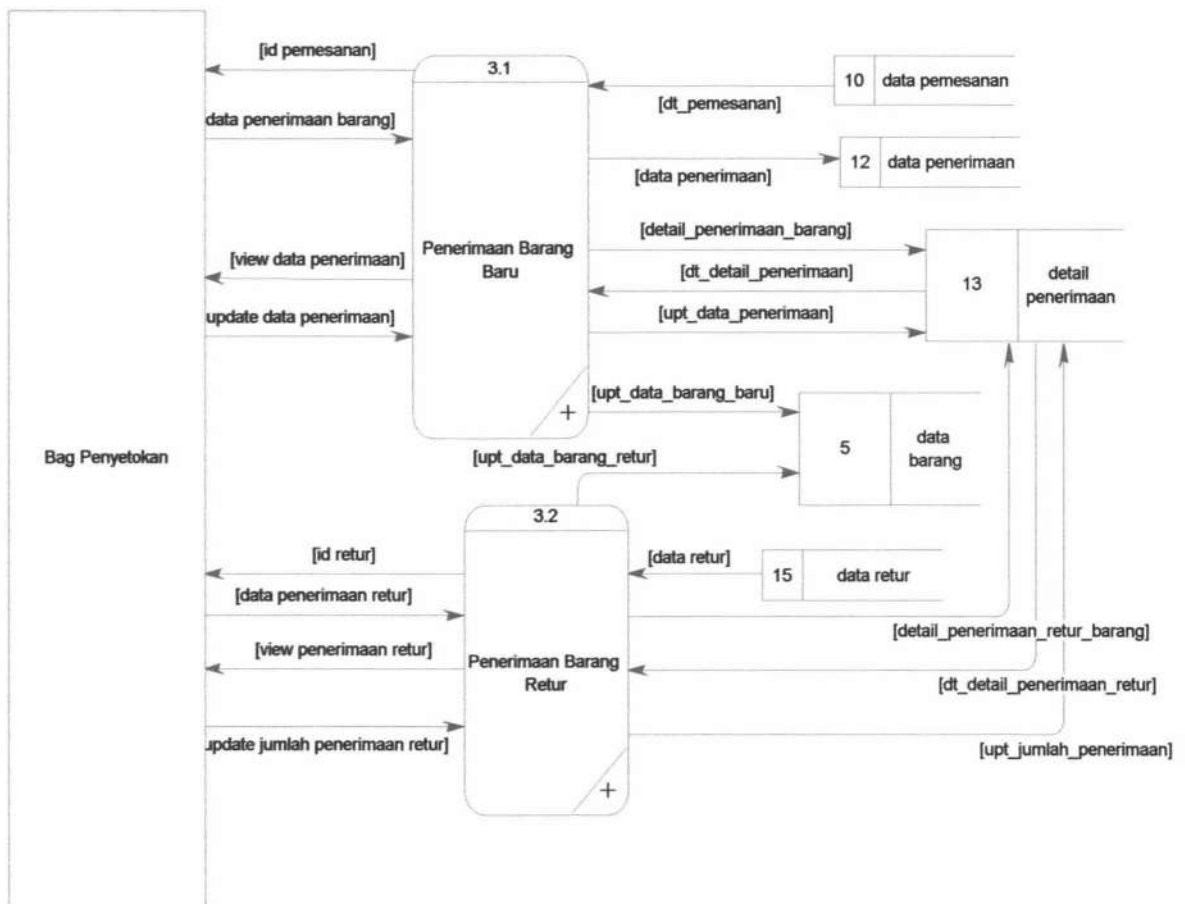 [id pemesanan]
3.1
10 data pemesanan
[dt_pemesanan]
data penerimaan barang]
12 data penerimaan
[data penerimaan]
[detail_penerimaan_barang]
Penerimaan Barang
Baru
[view data penerimaan]
[dt_detail_penerimaan]
13
detail
penerimaan
update data penerimaan]
[upt_data_penerimaan]
[upt_data_barang_baru]
+
5
data
barang
Bag Penyetokan
[upt_data_barang_retur]
3.2
[id retur]
[data retur]
15 data retur
[data penerimaan retur]
[detail_penerimaan_retur_barang]
[view penerimaan retur]
Penerimaan Barang
Retur
[dt_detail_penerimaan_retur]
update jumlah penerimaan retur]
[upt_jumlah_penerimaan]
+